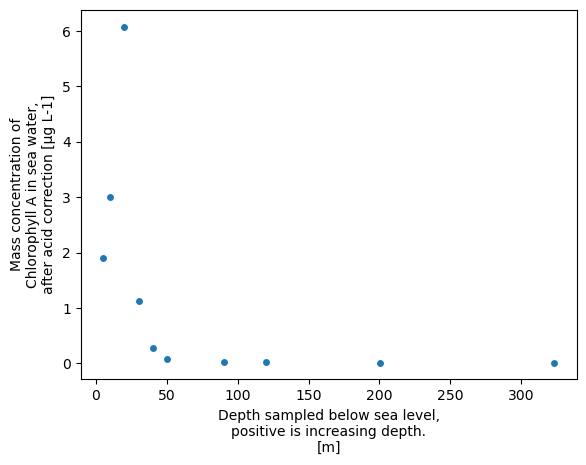 6
5
4
3
2
1
0
Mass concentration of
Chlorophyll A in sea water,
after acid correction [µg L-1]
0 50 100 150 200 250 300
Depth sampled below sea level,
positive is increasing depth.
[m]